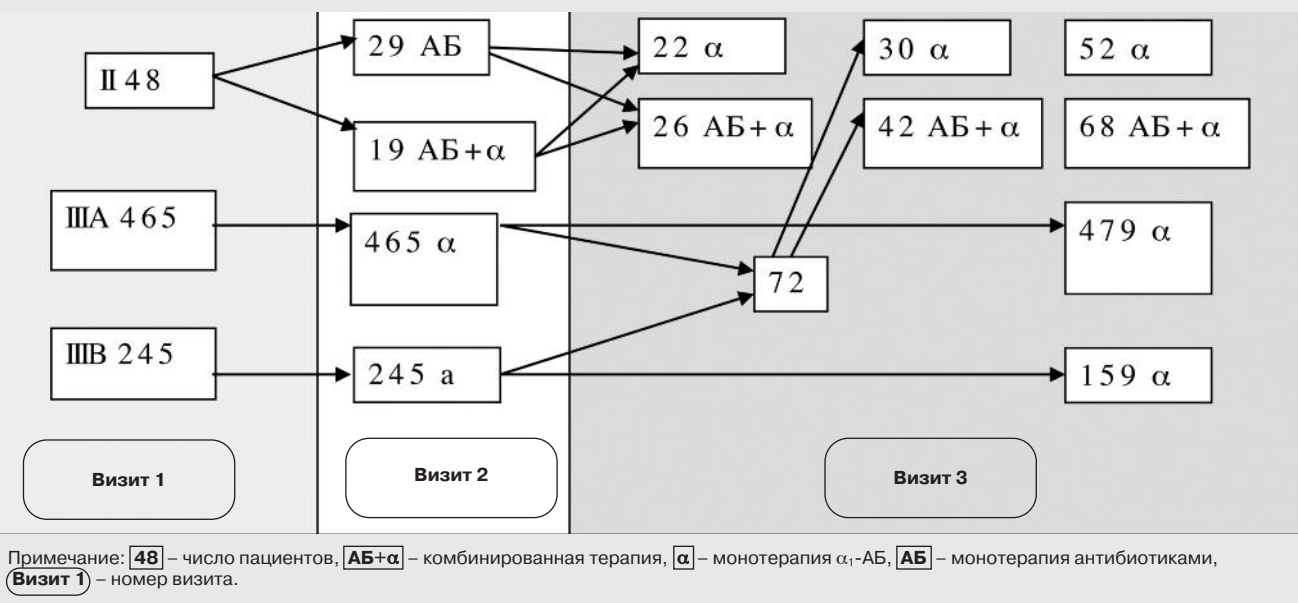 II 48
29 АБ
19 АБ+α
22 α
26 АБ+α
30 α
42 АБ+α
52 α
68 АБ+α
IIIA 465
465 α
72
479 α
IIIB 245
245 а
159 α
Визит 1
Визит 2
Визит 3
Примечание: 48 – число пациентов, АБ+α – комбинированная терапия, α – монотерапия α₁-АБ, АБ – монотерапия антибиотиками,
Визит 1 – номер визита.